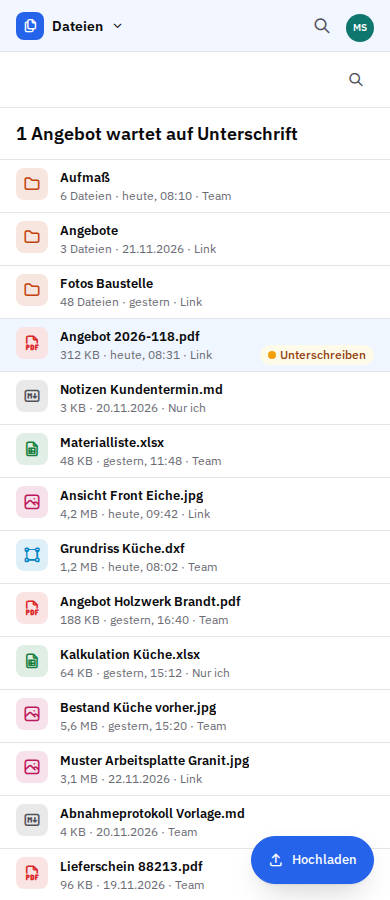 Dateien
MS
1 Angebot wartet auf Unterschrift
Aufmaß
6 Dateien · heute, 08:10 · Team
Angebote
3 Dateien · 21.11.2026 · Link
Fotos Baustelle
48 Dateien · gestern · Link
PDF
Angebot 2026-118.pdf
312 KB · heute, 08:31 · Link
Unterschreiben
Notizen Kundentermin.md
3 KB · 20.11.2026 · Nur ich
Materialliste.xlsx
48 KB · gestern, 11:48 · Team
Ansicht Front Eiche.jpg
4,2 MB · heute, 09:42 · Link
Grundriss Küche.dxf
1,2 MB · heute, 08:02 · Team
PDF
Angebot Holzwerk Brandt.pdf
188 KB · gestern, 16:40 · Team
Kalkulation Küche.xlsx
64 KB · gestern, 15:12 · Nur ich
Bestand Küche vorher.jpg
5,6 MB · gestern, 15:20 · Team
Muster Arbeitsplatte Granit.jpg
3,1 MB · 22.11.2026 · Link
Abnahmeprotokoll Vorlage.md
4 KB · 20.11.2026 · Team
PDF
Lieferschein 88213.pdf
96 KB · 19.11.2026 · Team
Hochladen